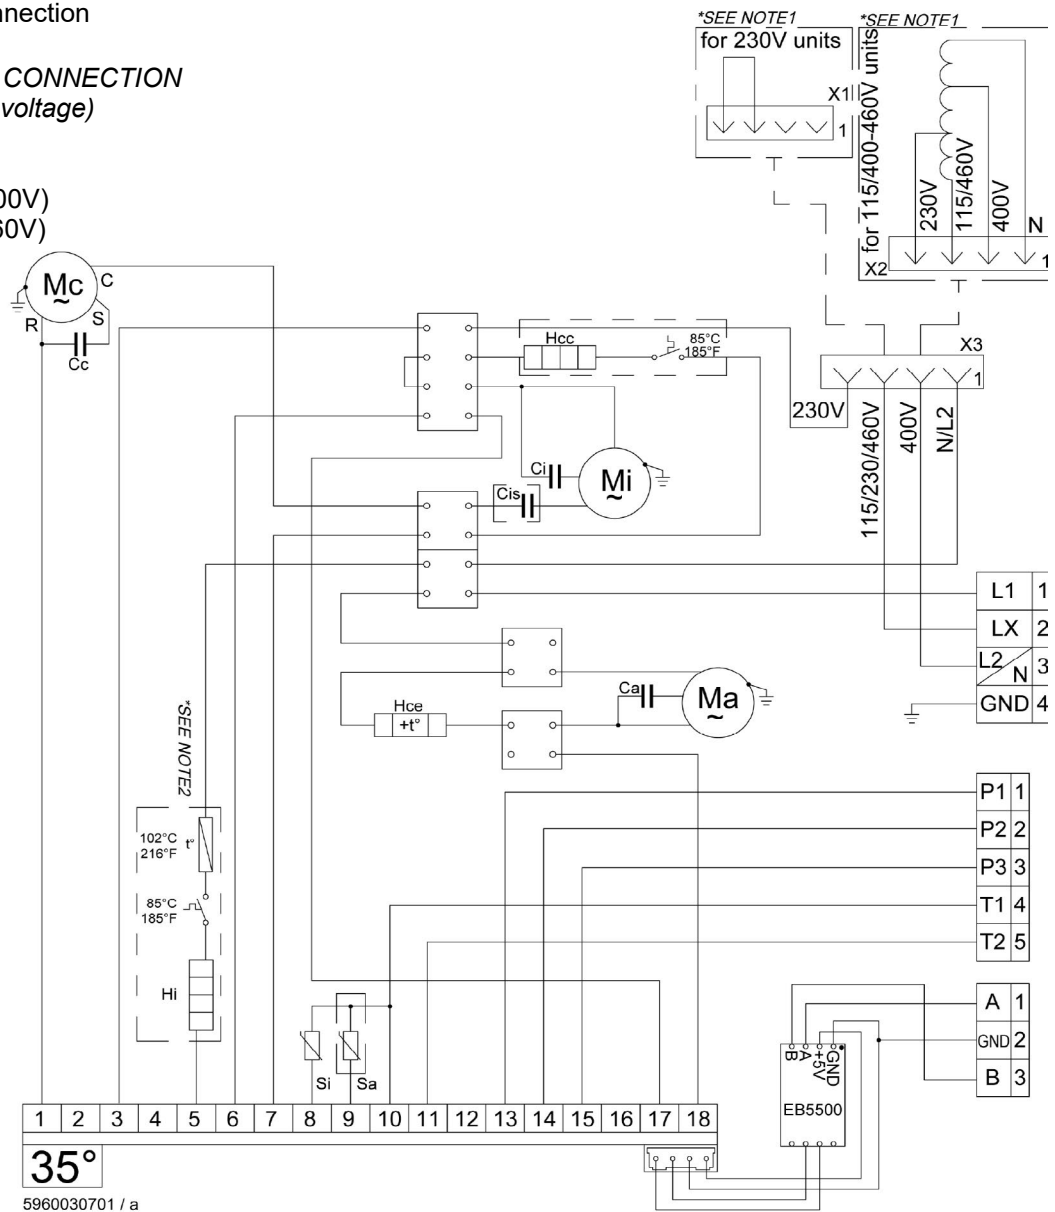 nnection
CONNECTION
voltage)
00V)
60V)
*SEE NOTE1
for 230V units
X1
1
*SEE NOTE1
for 115/400-460V units
230V
115/460V
400V
N
X2
1
Mc
~
C
R
S
Cc
Hcc
85°C
185°F
X3
1
230V
115/230/460V
400V
N/L2
Ci
Mi
~
Cis
L1 1
LX 2
L2/N 3
GND 4
Ca
Ma
~
Hce
+t°
*SEE NOTE2
102°C
216°F
t°
85°C
185°F
Hi
P1 1
P2 2
P3 3
T1 4
T2 5
A 1
GND 2
B 3
Si
Sa
B
A
+5V
GND
EB5500
1 2 3 4 5 6 7 8 9 10 11 12 13 14 15 16 17 18
35°
5960030701 / a